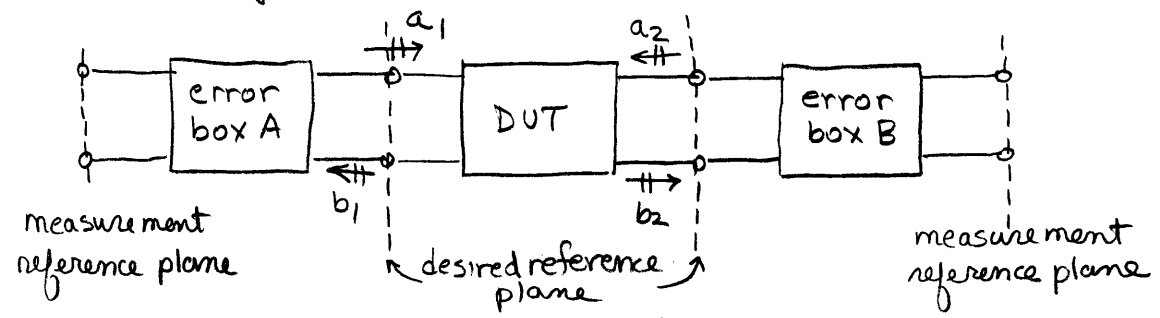 a1
a2
error
box A
DUT
error
box B
b1
b2
measurement
reference plane
desired reference
plane
measurement
reference plane